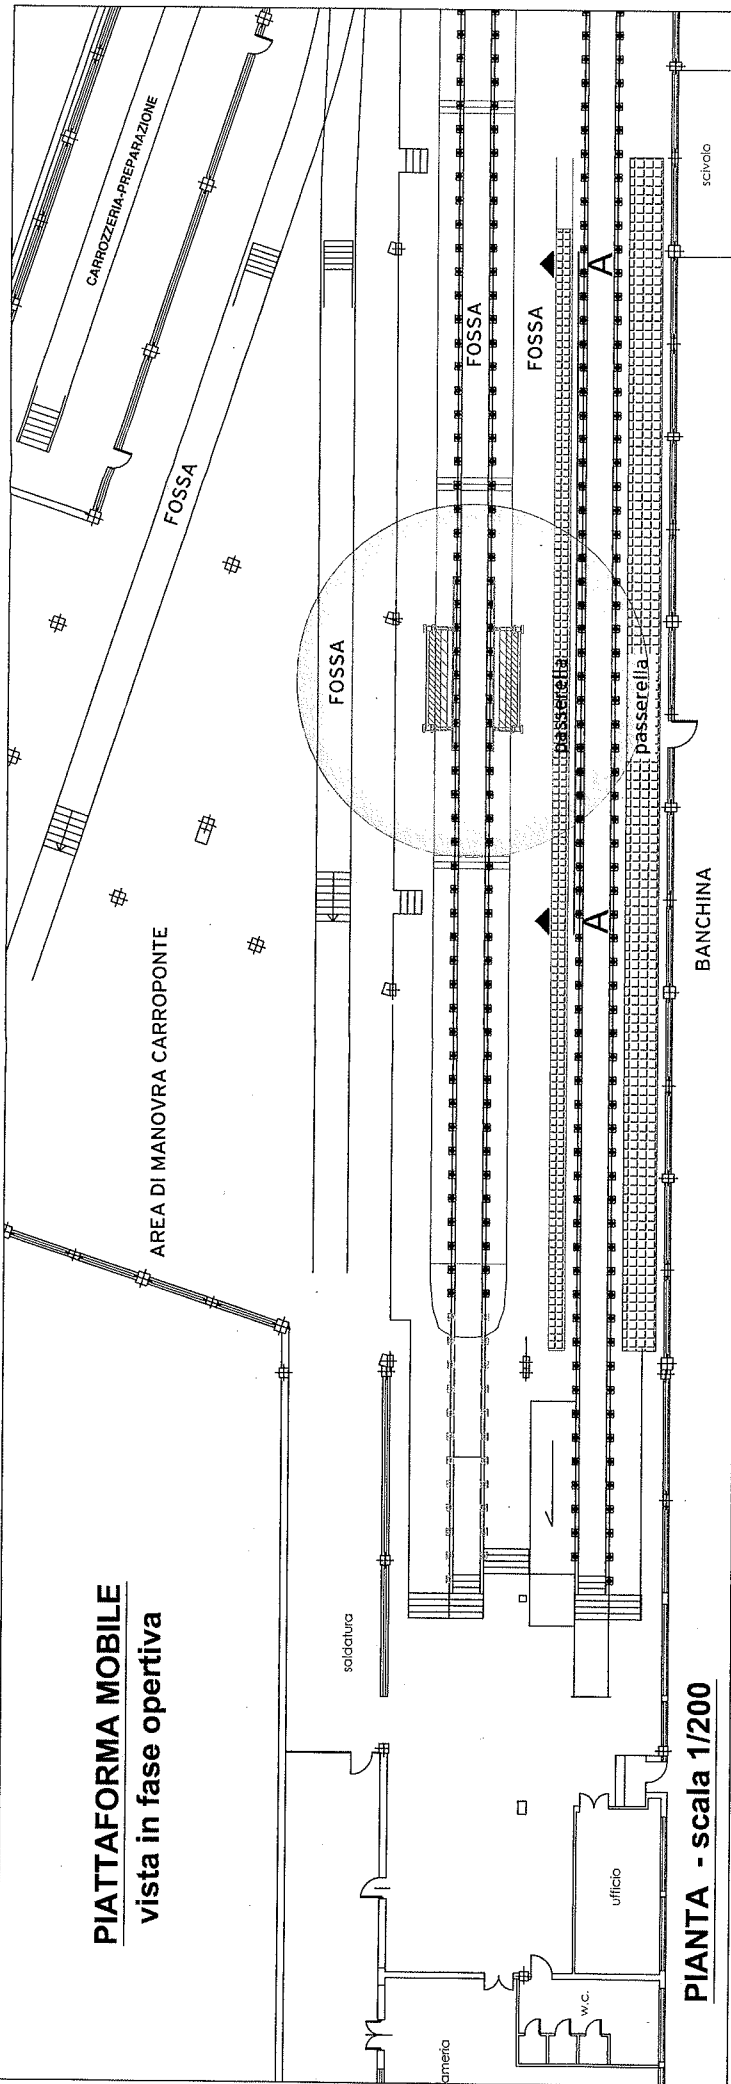 PIATTAFORMA MOBILE
vista in fase opertiva
CARROZZERIA-PREPARAZIONE
FOSSA
FOSSA
AREA DI MANOVRA CARROPONTE
FOSSA
FOSSA
A
A
passerella
passerella
scivolo
BANCHINA
saldatura
ufficio
w.c.
ameria
PIANTA - scala 1/200